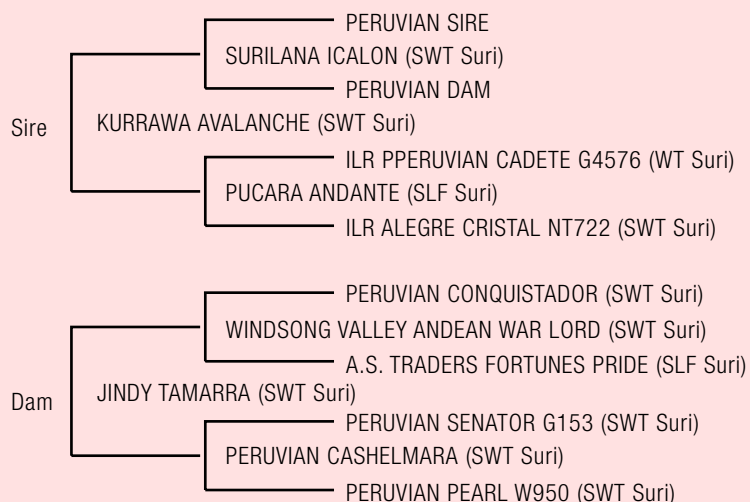 PERUVIAN SIRE
SURILANA ICALON (SWT Suri)
PERUVIAN DAM
Sire
KURRAWA AVALANCHE (SWT Suri)
ILR PPERUVIAN CADETE G4576 (WT Suri)
PUCARA ANDANTE (SLF Suri)
ILR ALEGRE CRISTAL NT722 (SWT Suri)
PERUVIAN CONQUISTADOR (SWT Suri)
WINDSONG VALLEY ANDEAN WAR LORD (SWT Suri)
A.S. TRADERS FORTUNES PRIDE (SLF Suri)
Dam
JINDY TAMARRA (SWT Suri)
PERUVIAN SENATOR G153 (SWT Suri)
PERUVIAN CASHELMARA (SWT Suri)
PERUVIAN PEARL W950 (SWT Suri)